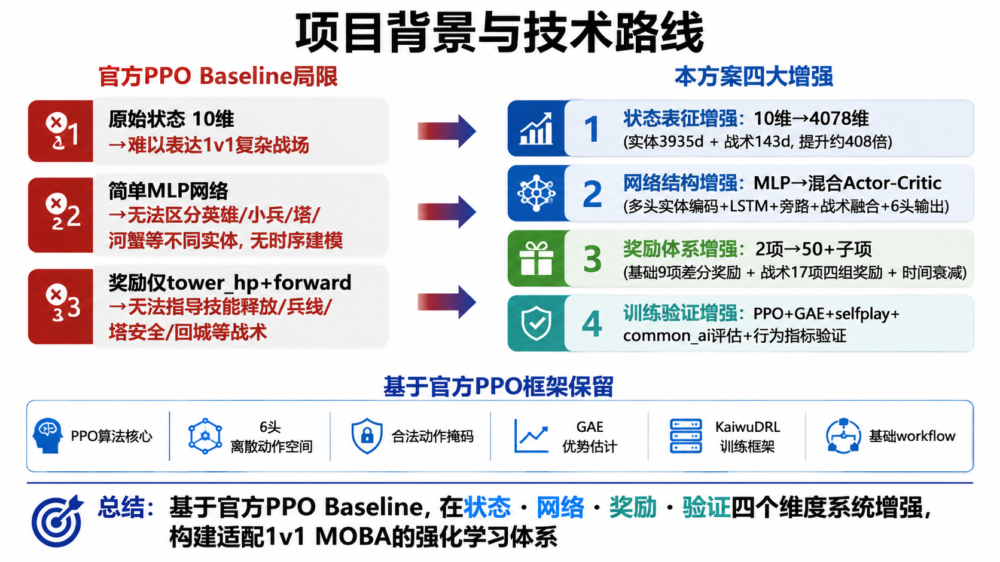 项目背景与技术路线
官方PPO Baseline局限
1
原始状态 10维
→难以表达1v1复杂战场
2
2
简单MLP网络
→无法区分英雄/小兵/塔/
河蟹等不同实体, 无时序建模
3
3
奖励仅tower_hp+forward
→无法指导技能释放/兵线/
塔安全/回城等战术
本方案四大增强
1
状态表征增强：10维→4078维
(实体3935d + 战术143d, 提升约408倍)
2
网络结构增强：MLP→混合Actor-Critic
(多头实体编码+LSTM+旁路+战术融合+6头输出)
3
奖励体系增强：2项→50+子项
(基础9项差分奖励 + 战术17项四组奖励 + 时间衰减)
4
训练验证增强：PPO+GAE+selfplay+
common_ai评估+行为指标验证
基于官方PPO框架保留
PPO算法核心
6头
离散动作空间
合法动作掩码
GAE
优势估计
KaiwuDRL
训练框架
基础workflow
总结：基于官方PPO Baseline, 在状态·网络·奖励·验证四个维度系统增强,
构建适配1v1 MOBA的强化学习体系